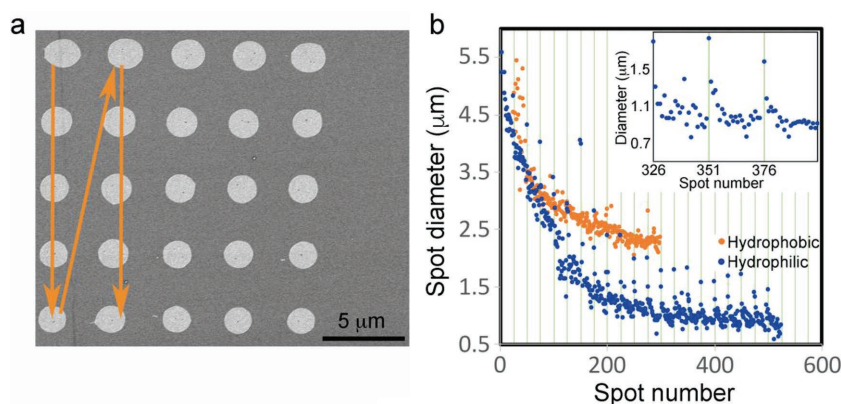 a
5 μm
b
Spot diameter (μm)
5.5
4.5
3.5
2.5
1.5
0.5
0
200
400
600
Spot number
Hydrophobic
Hydrophilic
Diameter (μm)
1.5
1.1
0.7
326
351
376
Spot number